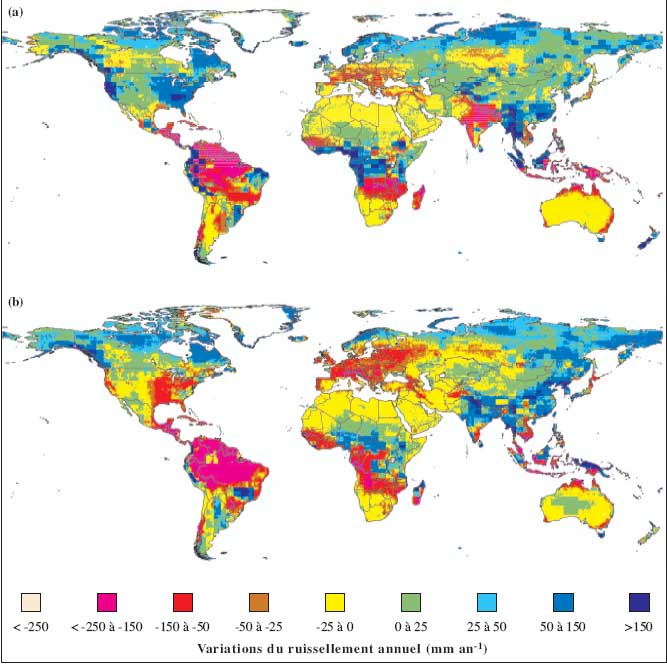 (a)
(b)
< -250 < -250 à -150 -150 à -50 -50 à -25 -25 à 0 0 à 25 25 à 50 50 à 150 >150
Variations du ruissellement annuel (mm an⁻¹)